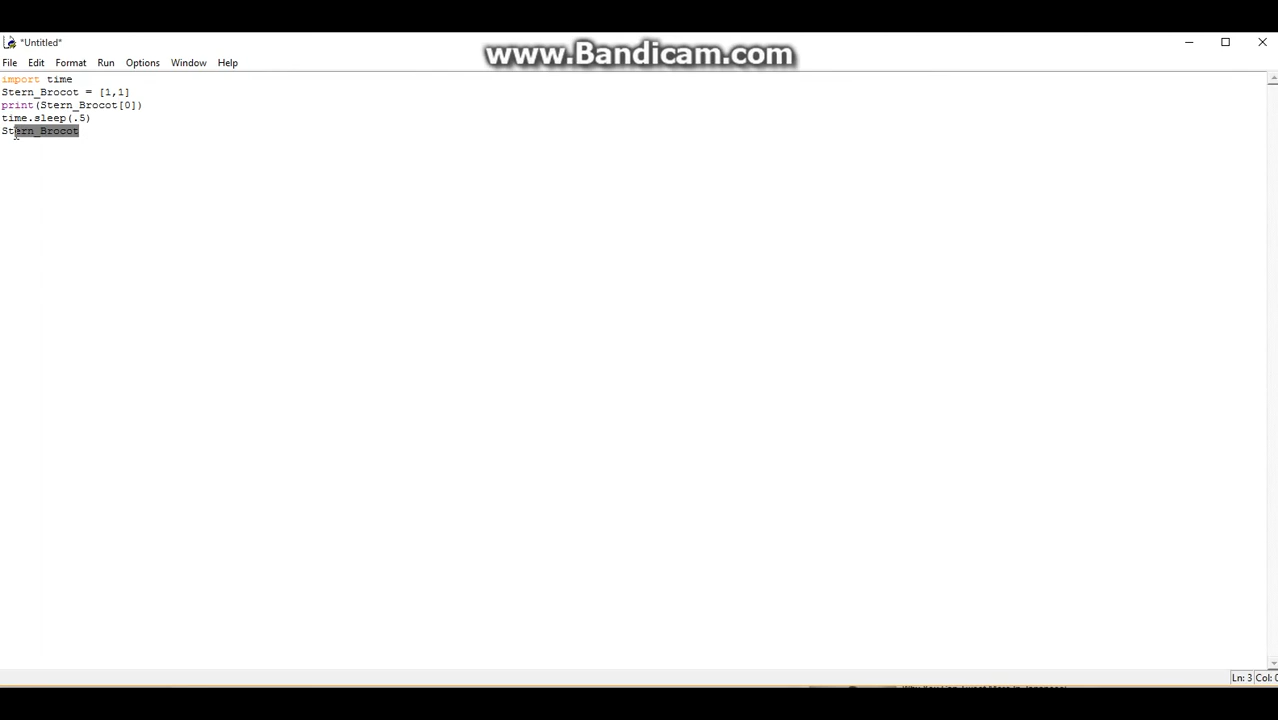 www.Bandicam.com
*Untitled*
File Edit Format Run Options Window Help
import time
Stern_Brocot = [1,1]
print(Stern_Brocot[0])
time.sleep(.5)
Stern_Brocot
Ln: 3 Col: 0